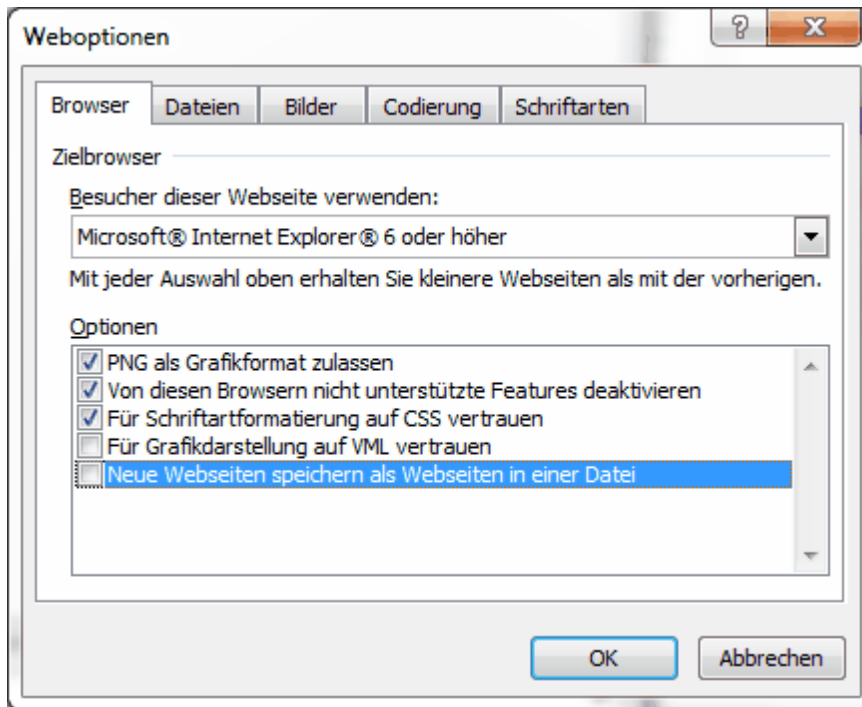 Weboptionen
Browser Dateien Bilder Codierung Schriftarten
Zielbrowser
Besucher dieser Webseite verwenden:
Microsoft® Internet Explorer® 6 oder höher
Mit jeder Auswahl oben erhalten Sie kleinere Webseiten als mit der vorherigen.
Optionen
PNG als Grafikformat zulassen
Von diesen Browsern nicht unterstützte Features deaktivieren
Für Schriftartformatierung auf CSS vertrauen
Für Grafikdarstellung auf VML vertrauen
Neue Webseiten speichern als Webseiten in einer Datei
OK Abbrechen